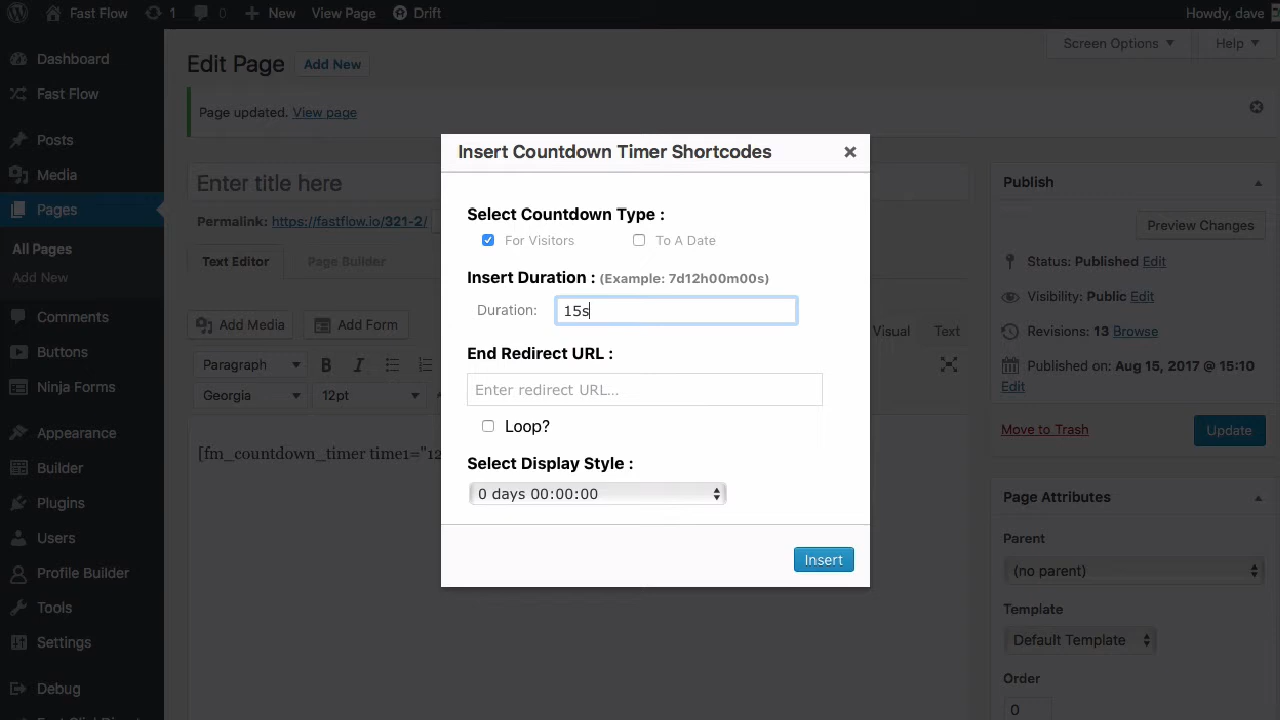 Fast Flow 1 0 New View Page Drift Howdy, dave
Dashboard
Fast Flow
Posts
Media
Pages
All Pages
Add New
Comments
Buttons
Ninja Forms
Appearance
Builder
Plugins
Users
Profile Builder
Tools
Settings
Debug
Screen Options Help
Edit Page Add New
Page updated. View page
Enter title here
Permalink: https://fastflow.io/321-2/
Text Editor Page Builder
Add Media Add Form Visual Text
Paragraph B I
Georgia 12pt
[fm_countdown_timer time1="12
Insert Countdown Timer Shortcodes
Select Countdown Type :
For Visitors To A Date
Insert Duration : (Example: 7d12h00m00s)
Duration: 15s
End Redirect URL :
Enter redirect URL...
Loop?
Select Display Style :
0 days 00:00:00
Insert
Publish
Preview Changes
Status: Published Edit
Visibility: Public Edit
Revisions: 13 Browse
Published on: Aug 15, 2017 @ 15:10
Edit
Move to Trash Update
Page Attributes
Parent
(no parent)
Template
Default Template
Order
0